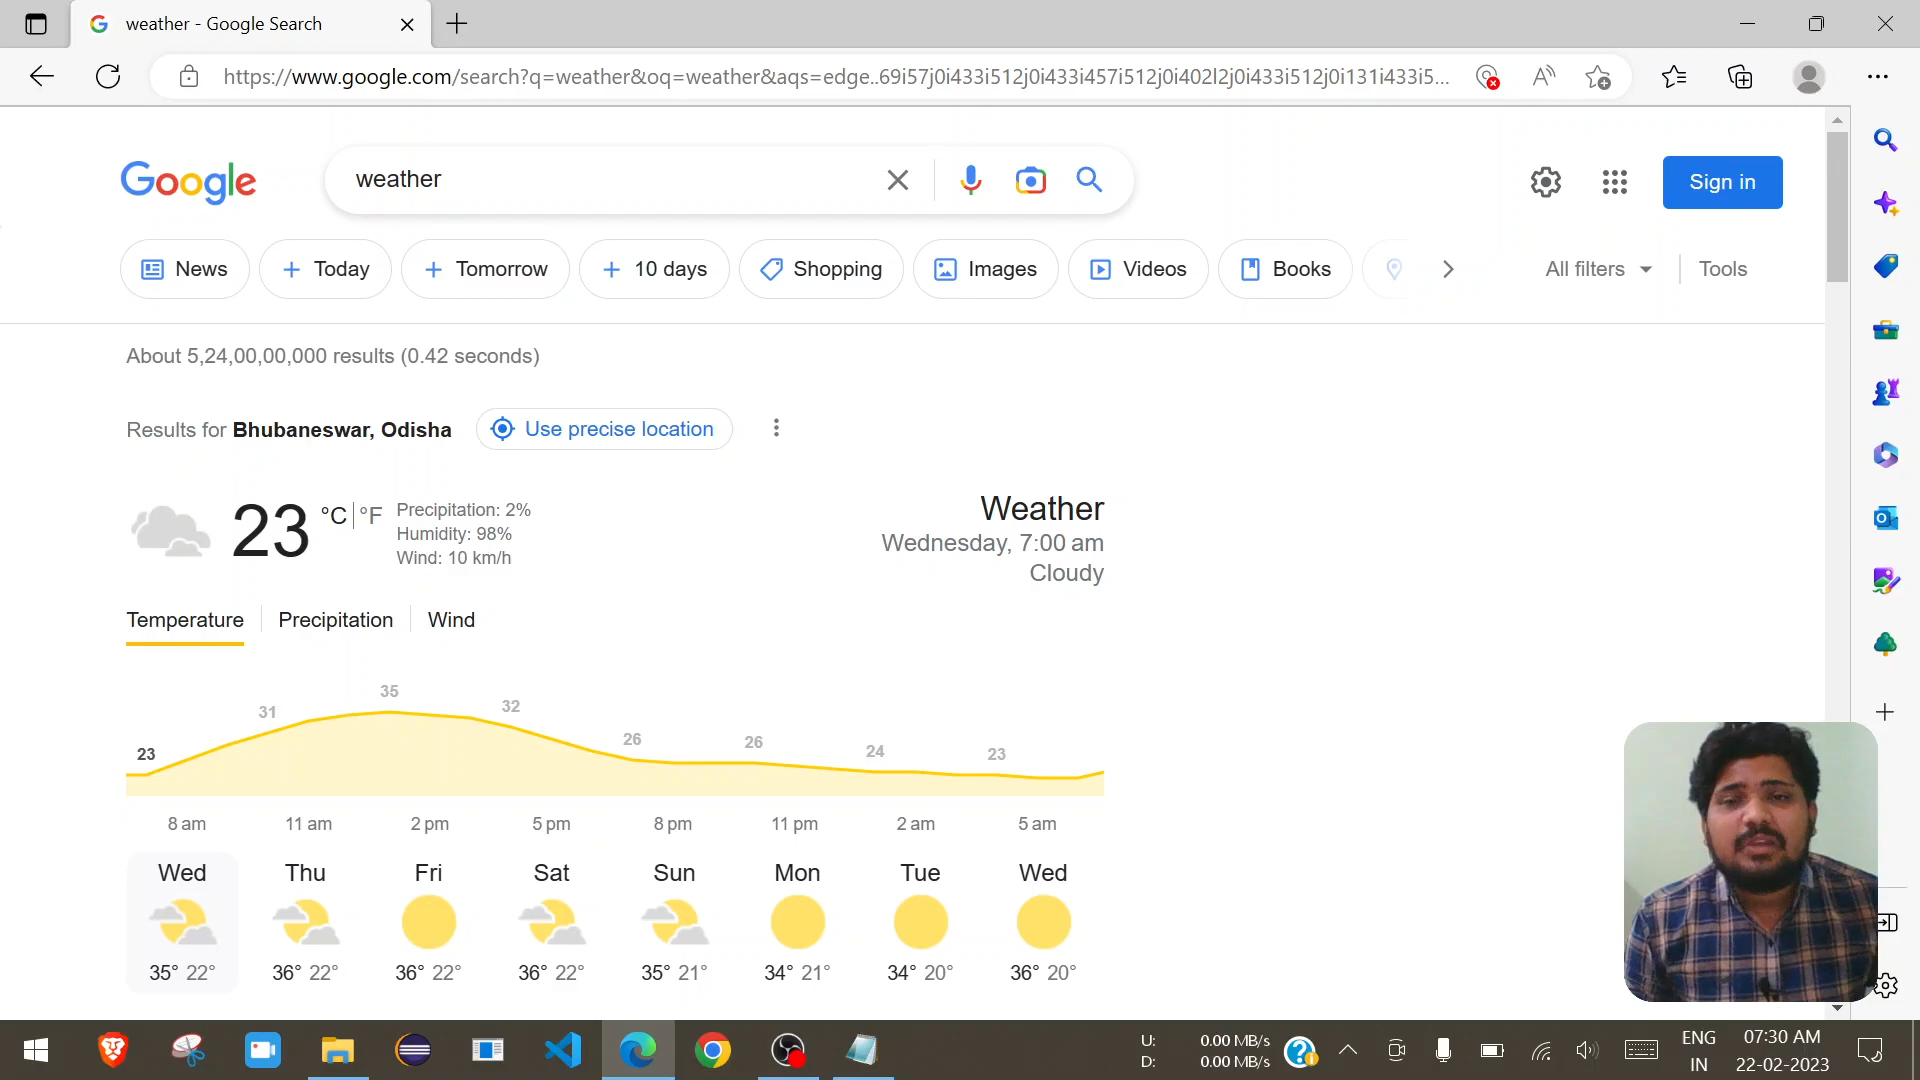 weather - Google Search
https://www.google.com/search?q=weather&oq=weather&aqs=edge..69i57j0i433i512j0i433i457i512j0i402l2j0i433i512j0i131i433i5...
Google
weather
Sign in
News
Today
Tomorrow
10 days
Shopping
Images
Videos
Books
All filters
Tools
About 5,24,00,00,000 results (0.42 seconds)
Results for Bhubaneswar, Odisha
Use precise location
23 °C | °F
Precipitation: 2%
Humidity: 98%
Wind: 10 km/h
Weather
Wednesday, 7:00 am
Cloudy
Temperature
Precipitation
Wind
23 31 35 32 26 26 24 23
8 am 11 am 2 pm 5 pm 8 pm 11 pm 2 am 5 am
Wed Thu Fri Sat Sun Mon Tue Wed
35° 22° 36° 22° 36° 22° 36° 22° 35° 21° 34° 21° 34° 20° 36° 20°
U: 0.00 MB/s
D: 0.00 MB/s
ENG
IN
07:30 AM
22-02-2023